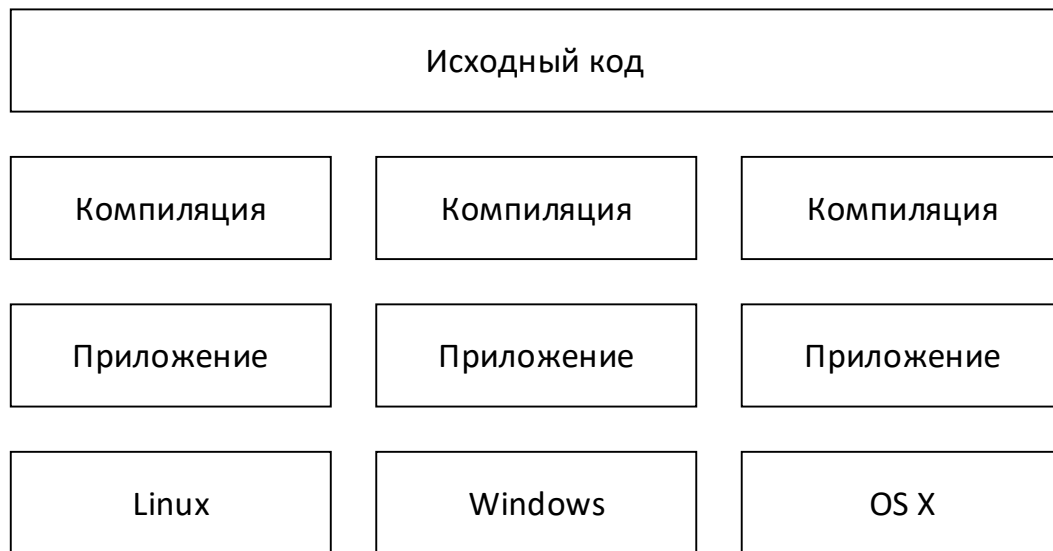 Исходный код
Компиляция
Компиляция
Компиляция
Приложение
Приложение
Приложение
Linux
Windows
OS X